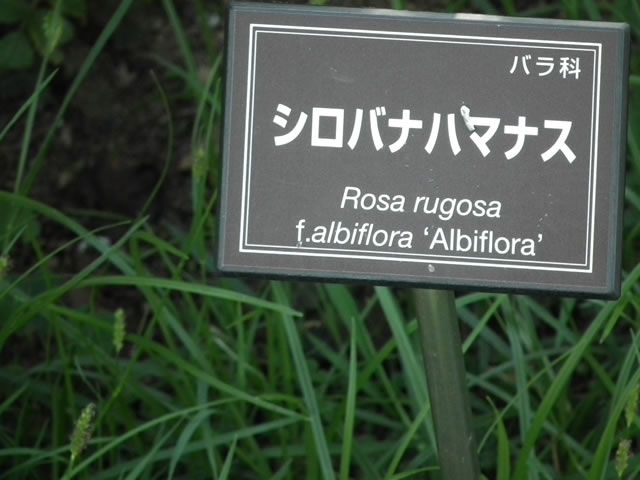 バラ科
シロバナハマナス
Rosa rugosa
f.albiflora ‘Albiflora’